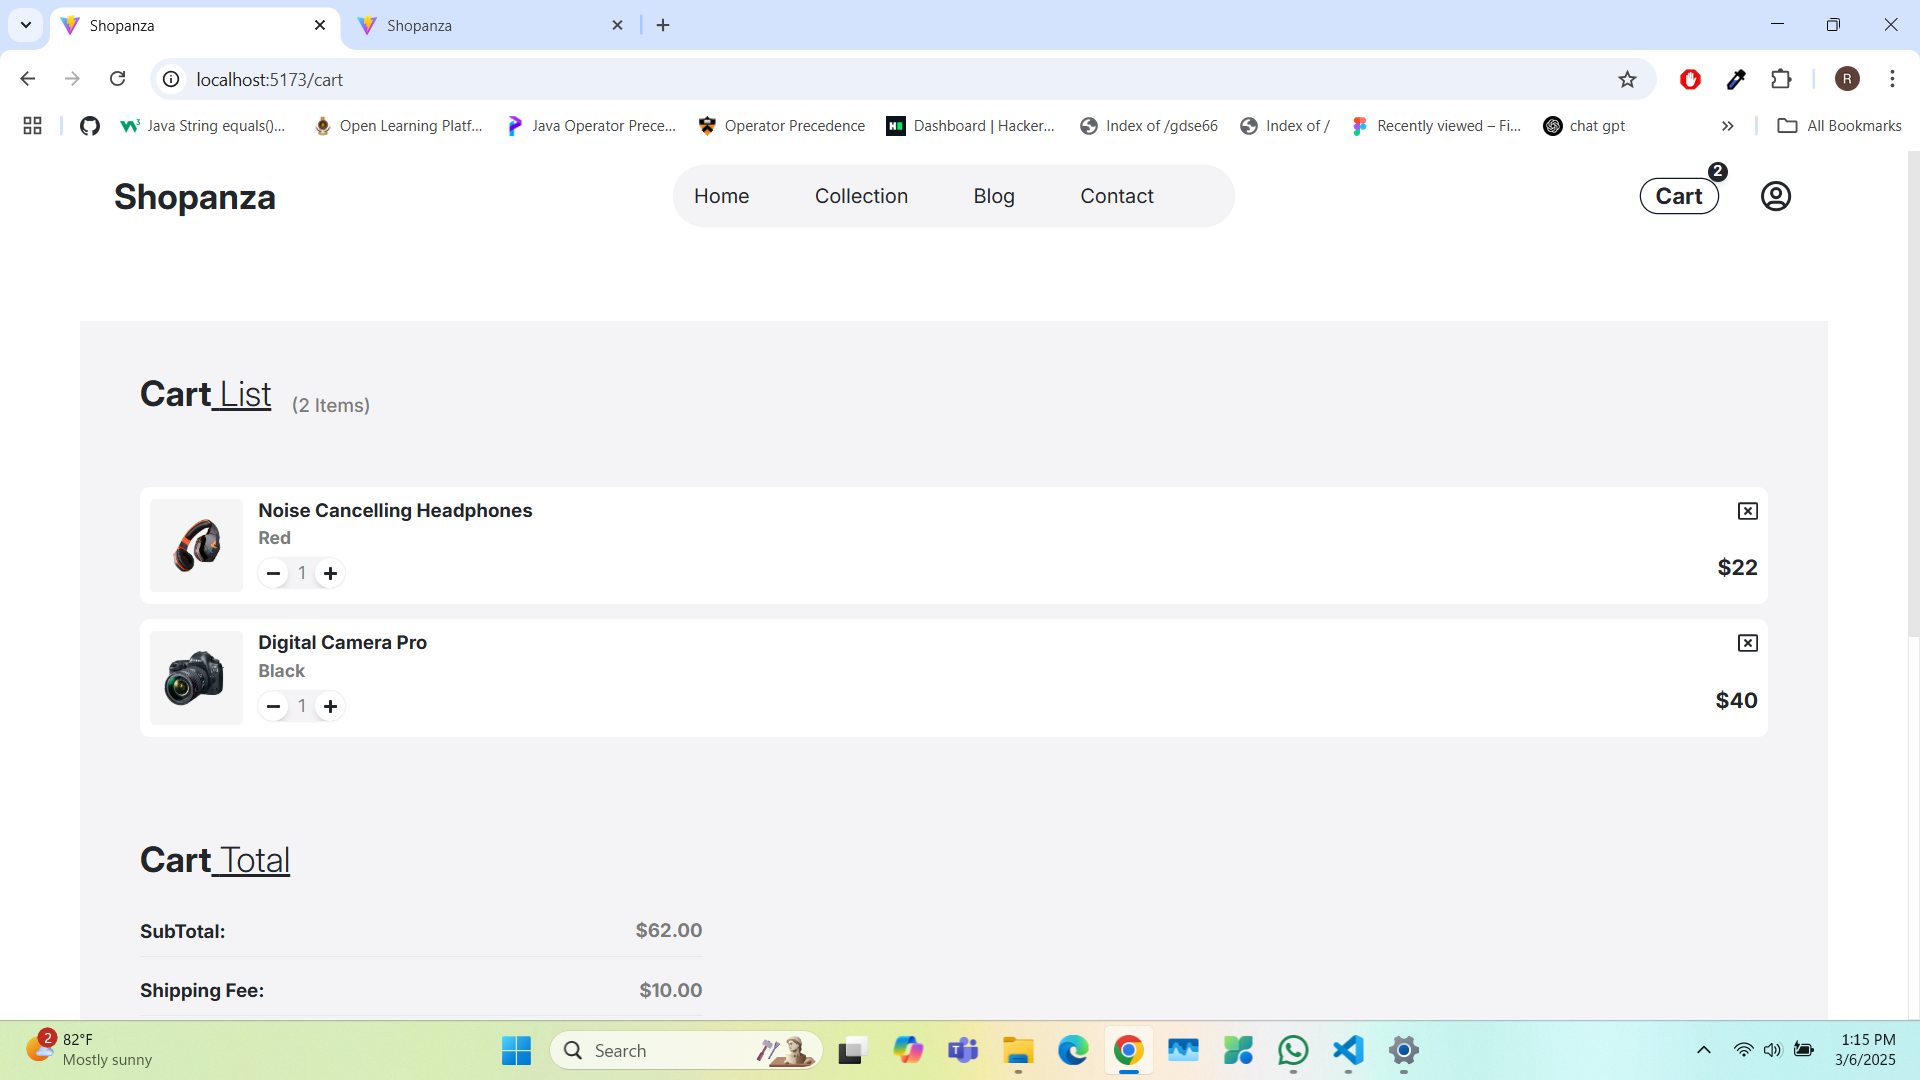 Shopanza
Shopanza
localhost:5173/cart
R
Java String equals()...
Open Learning Platf...
Java Operator Prece...
Operator Precedence
Dashboard | Hacker...
Index of /gdse66
Index of /
Recently viewed – Fi...
chat gpt
All Bookmarks
Shopanza
Home
Collection
Blog
Contact
Cart
2
Cart List
(2 Items)
Noise Cancelling Headphones
Red
1
$22
Digital Camera Pro
Black
1
$40
Cart Total
SubTotal:
$62.00
Shipping Fee:
$10.00
2
82°F
Mostly sunny
Search
1:15 PM
3/6/2025